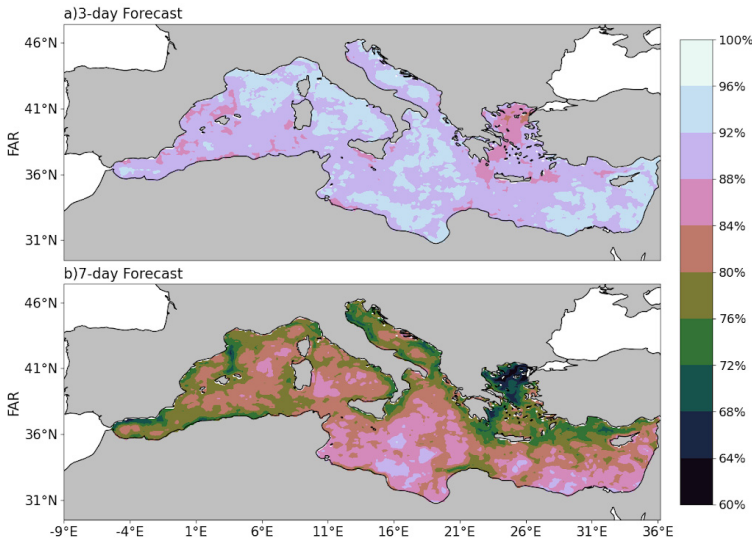 a)3-day Forecast
46°N
41°N
36°N
31°N
FAR
b)7-day Forecast
46°N
41°N
36°N
31°N
FAR
-9°E -4°E 1°E 6°E 11°E 16°E 21°E 26°E 31°E 36°E
100%
96%
92%
88%
84%
80%
76%
72%
68%
64%
60%